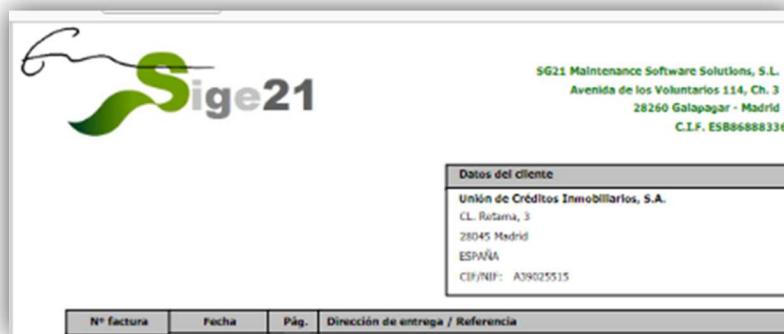 Sige21
SG21 Maintenance Software Solutions, S.L.
Avenida de los Voluntarios 114, Ch. 3
28260 Galapagar - Madrid
C.I.F. ESB86888336
Datos del cliente
Unión de Créditos Inmobiliarios, S.A.
CL. Retama, 3
28045 Madrid
ESPAÑA
CIF/NIF: A39025515
Nº factura Fecha Pág. Dirección de entrega / Referencia